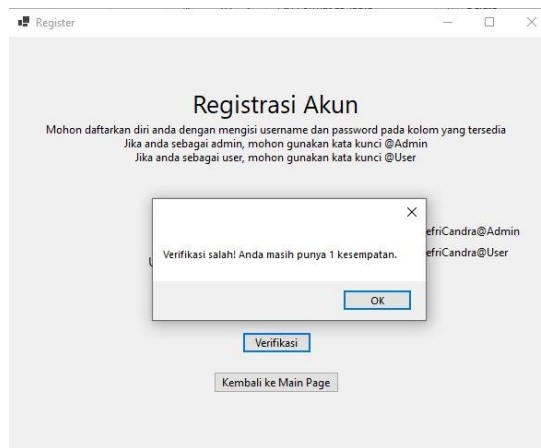 Register
Registrasi Akun
Mohon daftarkan diri anda dengan mengisi username dan password pada kolom yang tersedia
Jika anda sebagai admin, mohon gunakan kata kunci @Admin
Jika anda sebagai user, mohon gunakan kata kunci @User
efriCandra@Admin
Verifikasi salah! Anda masih punya 1 kesempatan.
efriCandra@User
OK
Verifikasi
Kembali ke Main Page